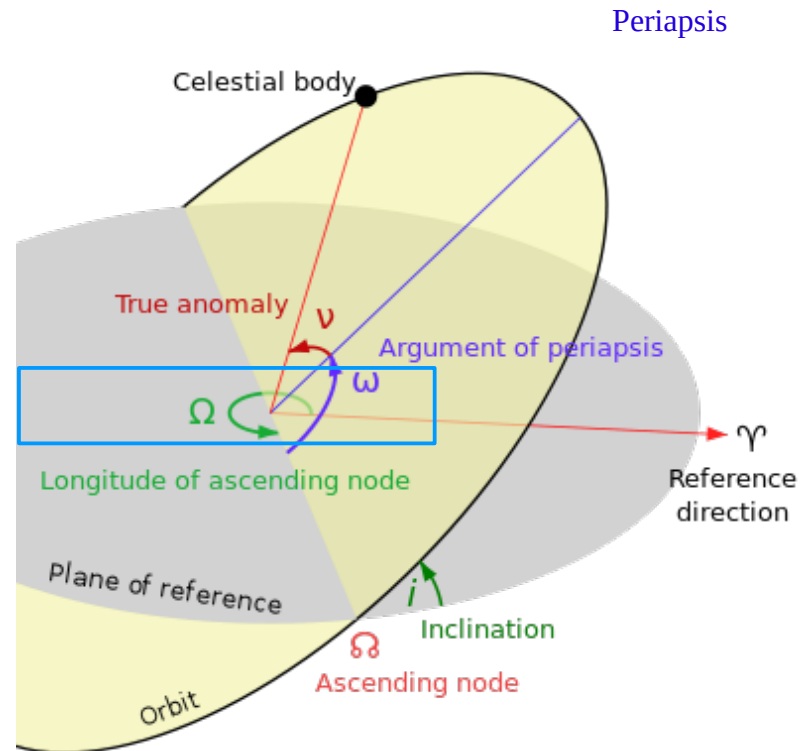 Periapsis
Celestial body
True anomaly
ν
Argument of periapsis
ω
Ω
♈
Longitude of ascending node
Reference
direction
Plane of reference
i
Inclination
☊
Ascending node
Orbit